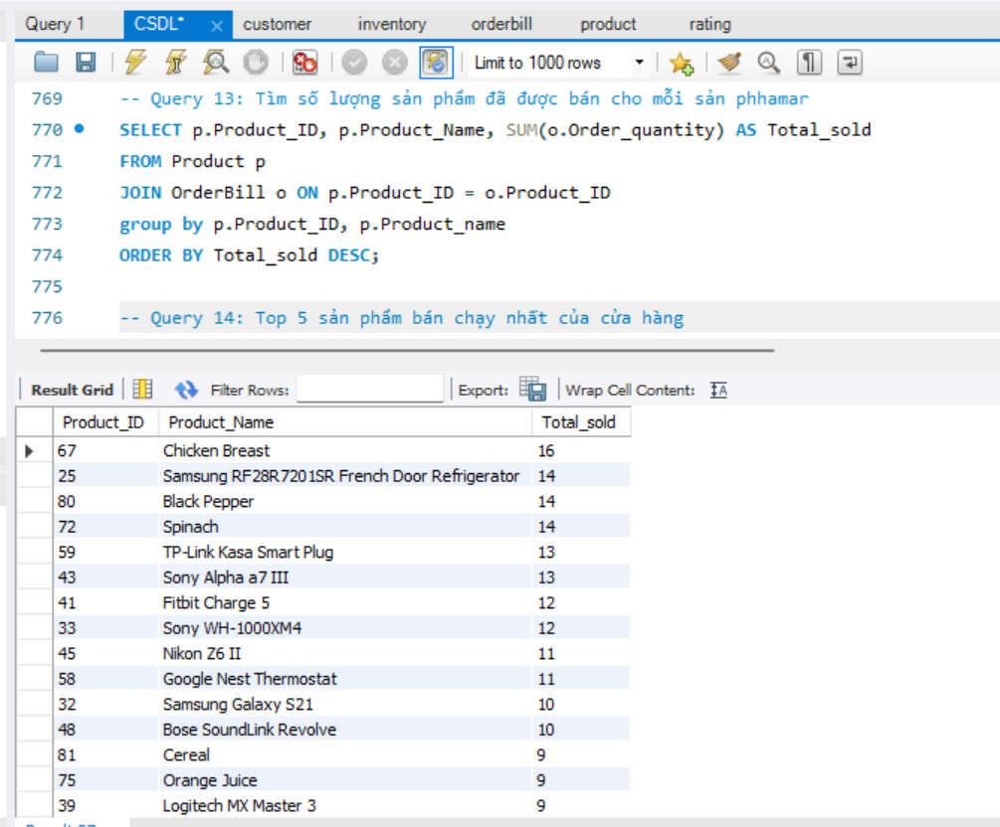 Query 1 CSDL* × customer inventory orderbill product rating
Limit to 1000 rows
769 -- Query 13: Tìm số lượng sản phẩm đã được bán cho mỗi sản phhamar
770 SELECT p.Product_ID, p.Product_Name, SUM(o.Order_quantity) AS Total_sold
771 FROM Product p
772 JOIN OrderBill o ON p.Product_ID = o.Product_ID
773 group by p.Product_ID, p.Product_name
774 ORDER BY Total_sold DESC;
775
776 -- Query 14: Top 5 sản phẩm bán chạy nhất của cửa hàng
Result Grid Filter Rows: Export: Wrap Cell Content: IA
Product_ID Product_Name Total_sold
67 Chicken Breast 16
25 Samsung RF28R7201SR French Door Refrigerator 14
80 Black Pepper 14
72 Spinach 14
59 TP-Link Kasa Smart Plug 13
43 Sony Alpha a7 III 13
41 Fitbit Charge 5 12
33 Sony WH-1000XM4 12
45 Nikon Z6 II 11
58 Google Nest Thermostat 11
32 Samsung Galaxy S21 10
48 Bose SoundLink Revolve 10
81 Cereal 9
75 Orange Juice 9
39 Logitech MX Master 3 9